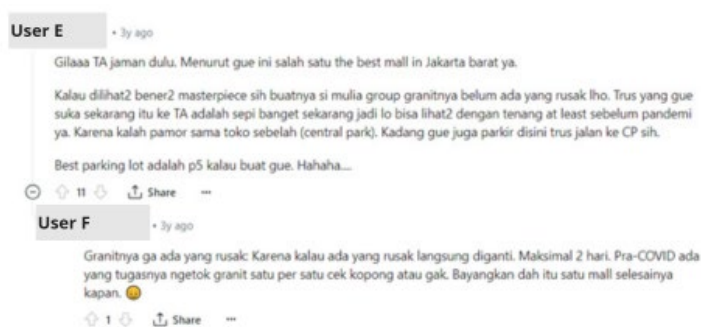 User E • 3y ago
Gilaaa TA jaman dulu. Menurut gue ini salah satu the best mall in Jakarta barat ya.
Kalau dilihat2 bener2 masterpiece sih buatnya si mulia group granitnya belum ada yang rusak lho. Trus yang gue
suka sekarang itu ke TA adalah sepi banget sekarang jadi lo bisa lihat2 dengan tenang at least sebelum pandemi
ya. Karena kalah pamor sama toko sebelah (central park). Kadang gue juga parkir disini trus jalan ke CP sih.
Best parking lot adalah p5 kalau buat gue. Hahaha....
11 Share ...
User F • 3y ago
Granitnya ga ada yang rusak: Karena kalau ada yang rusak langsung diganti. Maksimal 2 hari. Pra-COVID ada
yang tugasnya ngetok granit satu per satu cek kopong atau gak. Bayangkan dah itu satu mall selesainya
kapan. 😄
1 Share ...